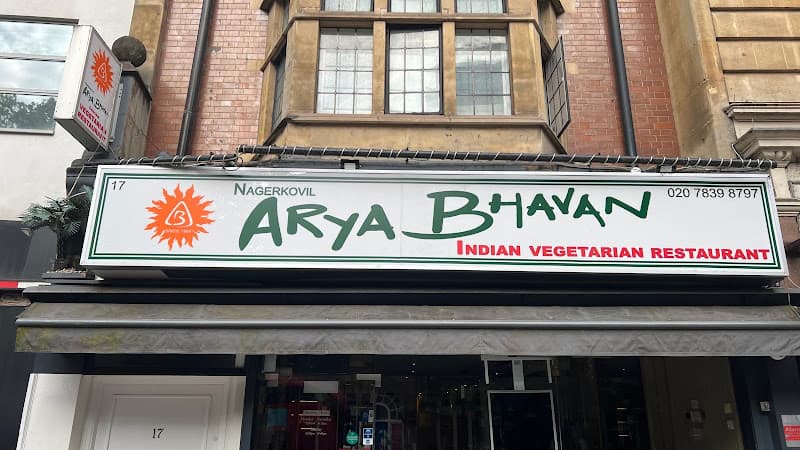 ARYA BHAVAN
VEGETARIAN
RESTAURANT
17
NAGERKOVIL
ARYA BHAVAN
020 7839 8797
INDIAN VEGETARIAN RESTAURANT
17